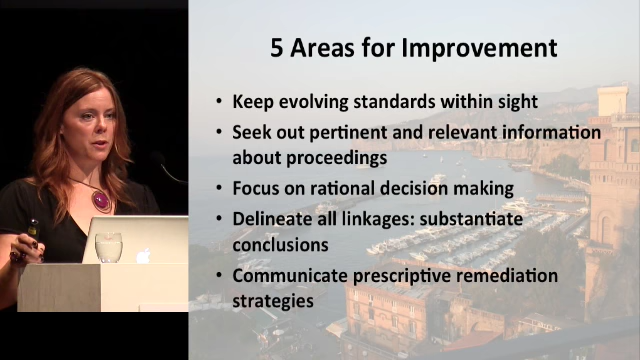 5 Areas for Improvement
• Keep evolving standards within sight
• Seek out pertinent and relevant information
about proceedings
• Focus on rational decision making
• Delineate all linkages: substantiate
conclusions
• Communicate prescriptive remediation
strategies